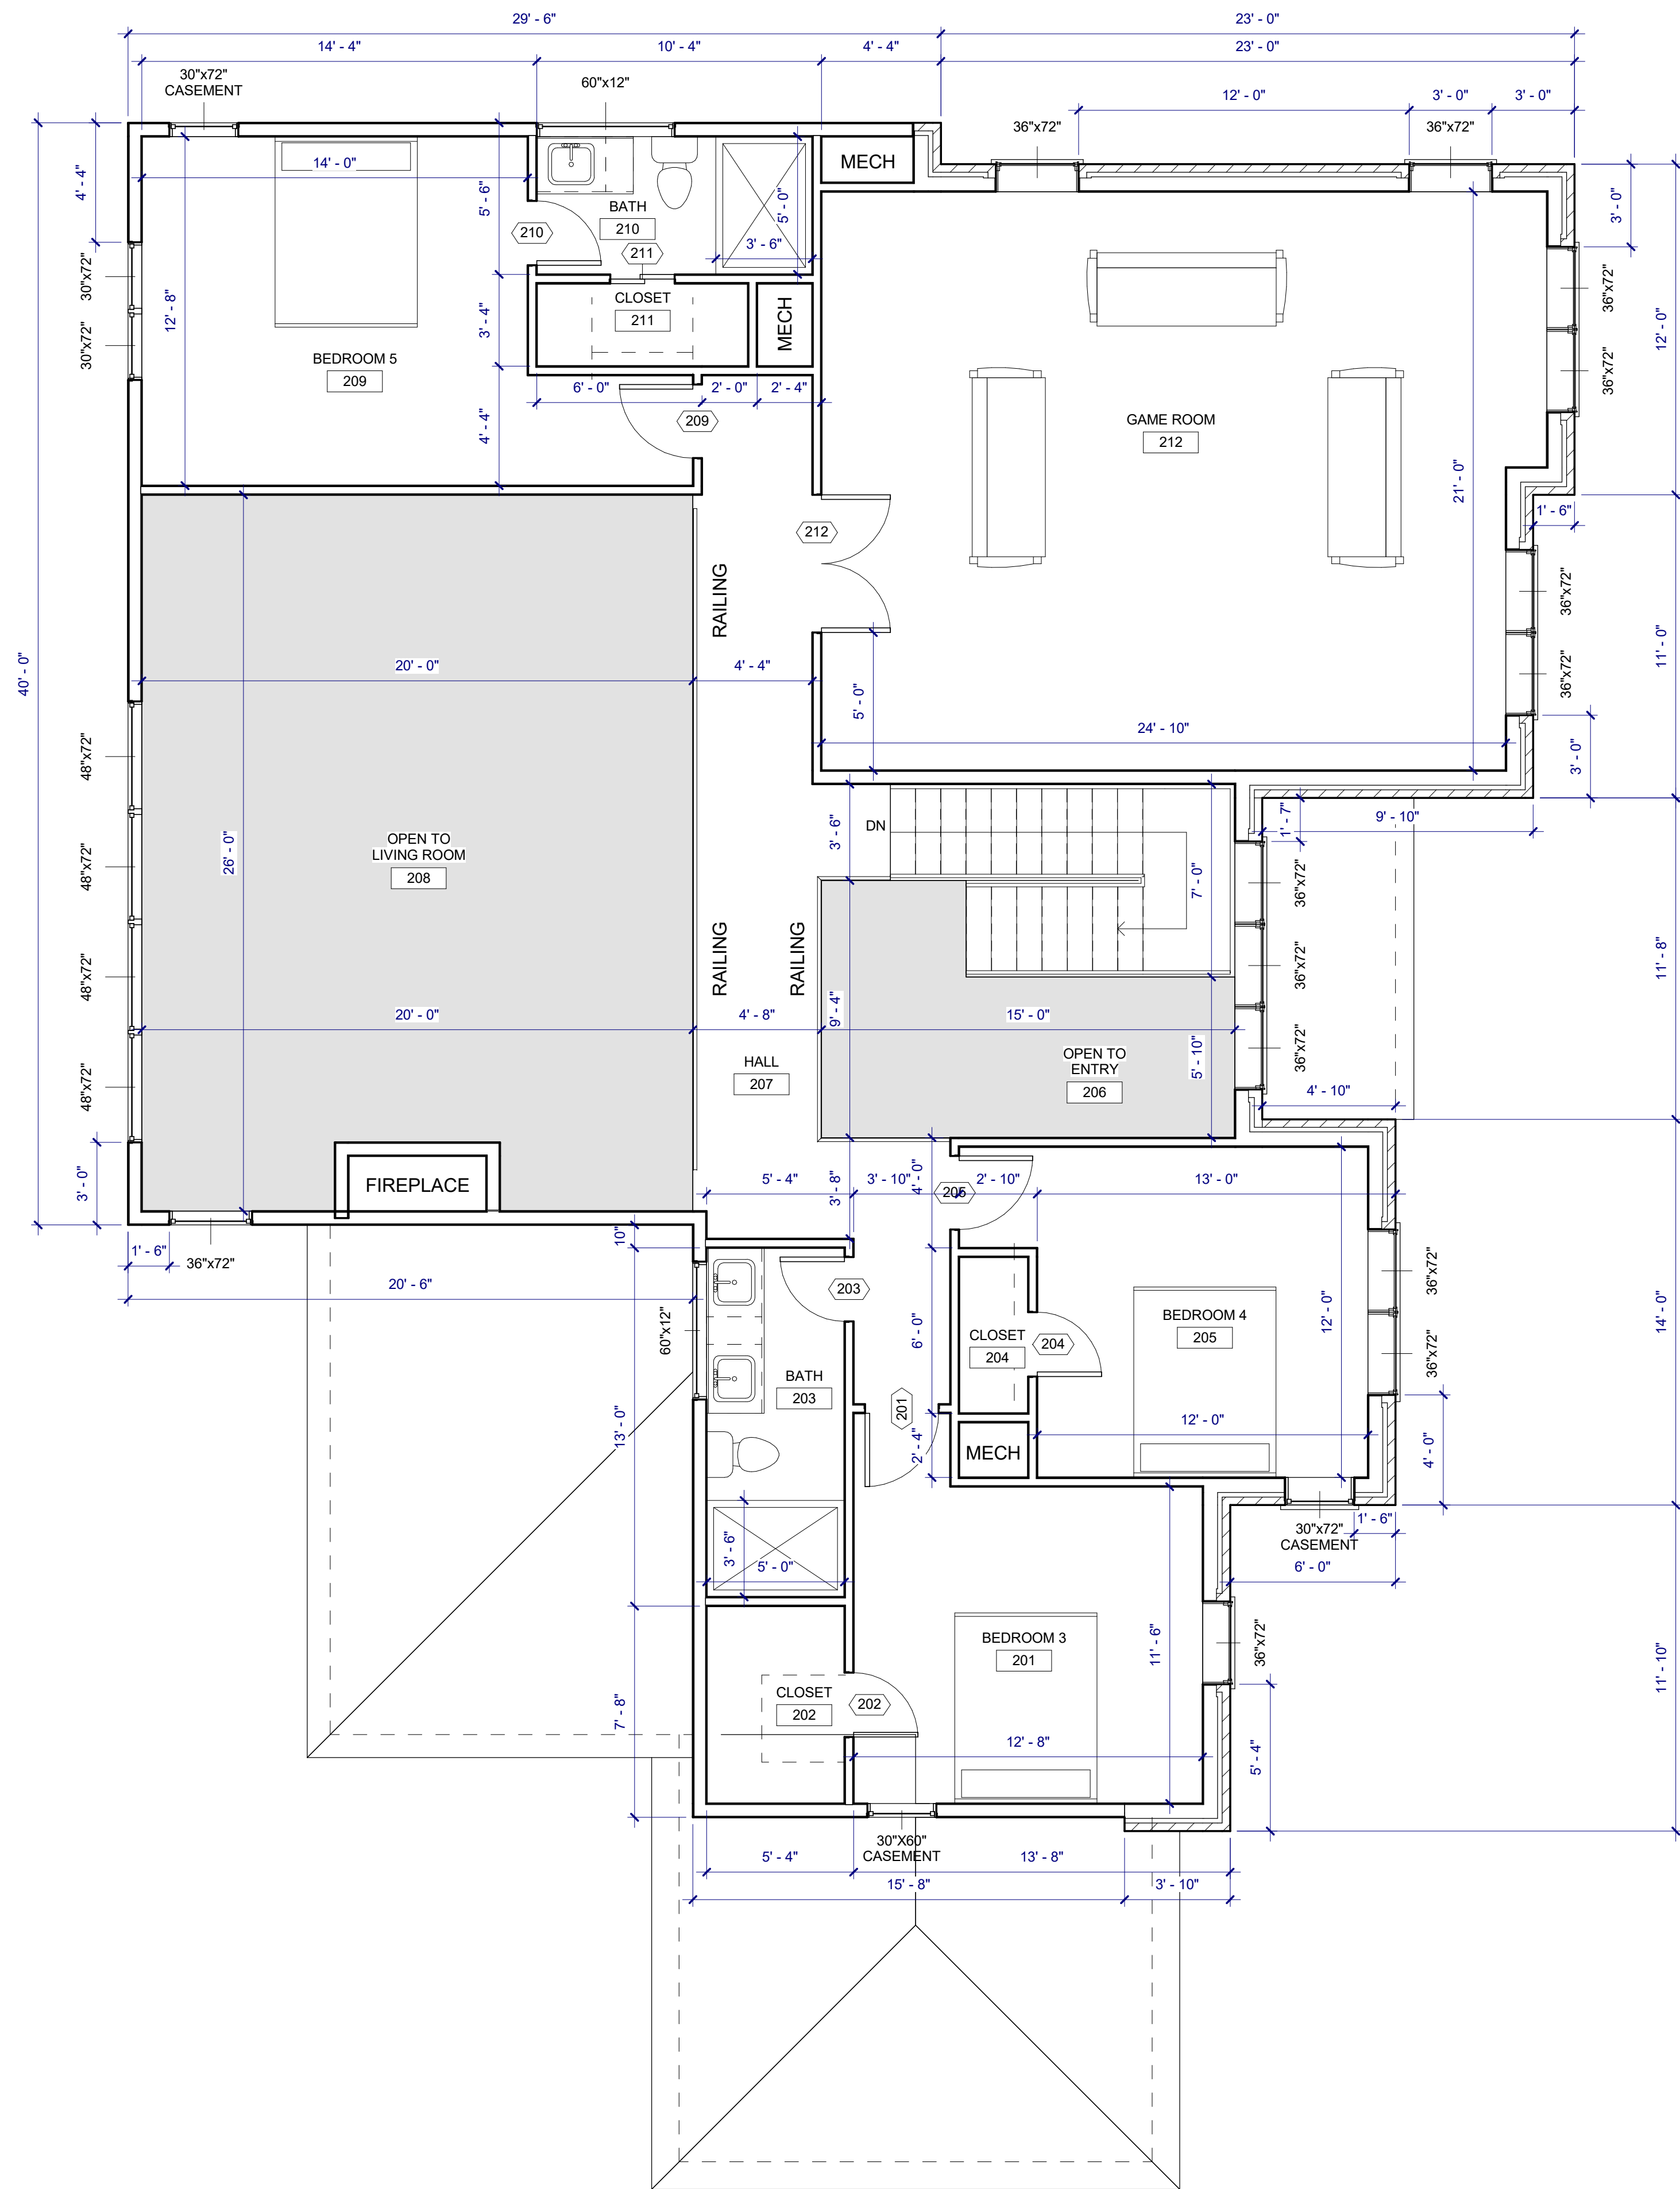 29' - 6"
23' - 0"
14' - 4"
10' - 4"
4' - 4"
23' - 0"
30"x72"
CASEMENT
60"x12"
12' - 0"
3' - 0"
3' - 0"
36"x72"
36"x72"
MECH
14' - 0"
4' - 4"
5' - 6"
BATH
210
210
211
5' - 0"
3' - 6"
3' - 0"
30"x72"
30"x72"
12' - 8"
CLOSET
211
MECH
3' - 4"
36"x72"
36"x72"
12' - 0"
BEDROOM 5
209
6' - 0"
2' - 0"
2' - 4"
209
4' - 4"
GAME ROOM
212
21' - 0"
1' - 6"
212
RAILING
36"x72"
36"x72"
11' - 0"
40' - 0"
20' - 0"
4' - 4"
5' - 0"
24' - 10"
3' - 0"
48"x72"
48"x72"
48"x72"
48"x72"
26' - 0"
OPEN TO
LIVING ROOM
208
DN
3' - 6"
1' - 7"
9' - 10"
7' - 0"
36"x72"
36"x72"
36"x72"
11' - 8"
RAILING
RAILING
20' - 0"
4' - 8"
9' - 4"
15' - 0"
HALL
207
OPEN TO
ENTRY
206
5' - 10"
4' - 10"
3' - 0"
FIREPLACE
5' - 4"
3' - 8"
3' - 10"
4' - 0"
205
2' - 10"
13' - 0"
1' - 6"
36"x72"
10"
20' - 6"
203
60"x12"
6' - 0"
CLOSET
204
204
BEDROOM 4
205
12' - 0"
36"x72"
36"x72"
14' - 0"
BATH
203
201
13' - 0"
2' - 4"
MECH
12' - 0"
4' - 0"
3' - 6"
5' - 0"
30"x72"
CASEMENT
1' - 6"
6' - 0"
BEDROOM 3
201
11' - 6"
36"x72"
11' - 10"
CLOSET
202
202
7' - 8"
12' - 8"
5' - 4"
30"X60"
CASEMENT
5' - 4"
13' - 8"
15' - 8"
3' - 10"